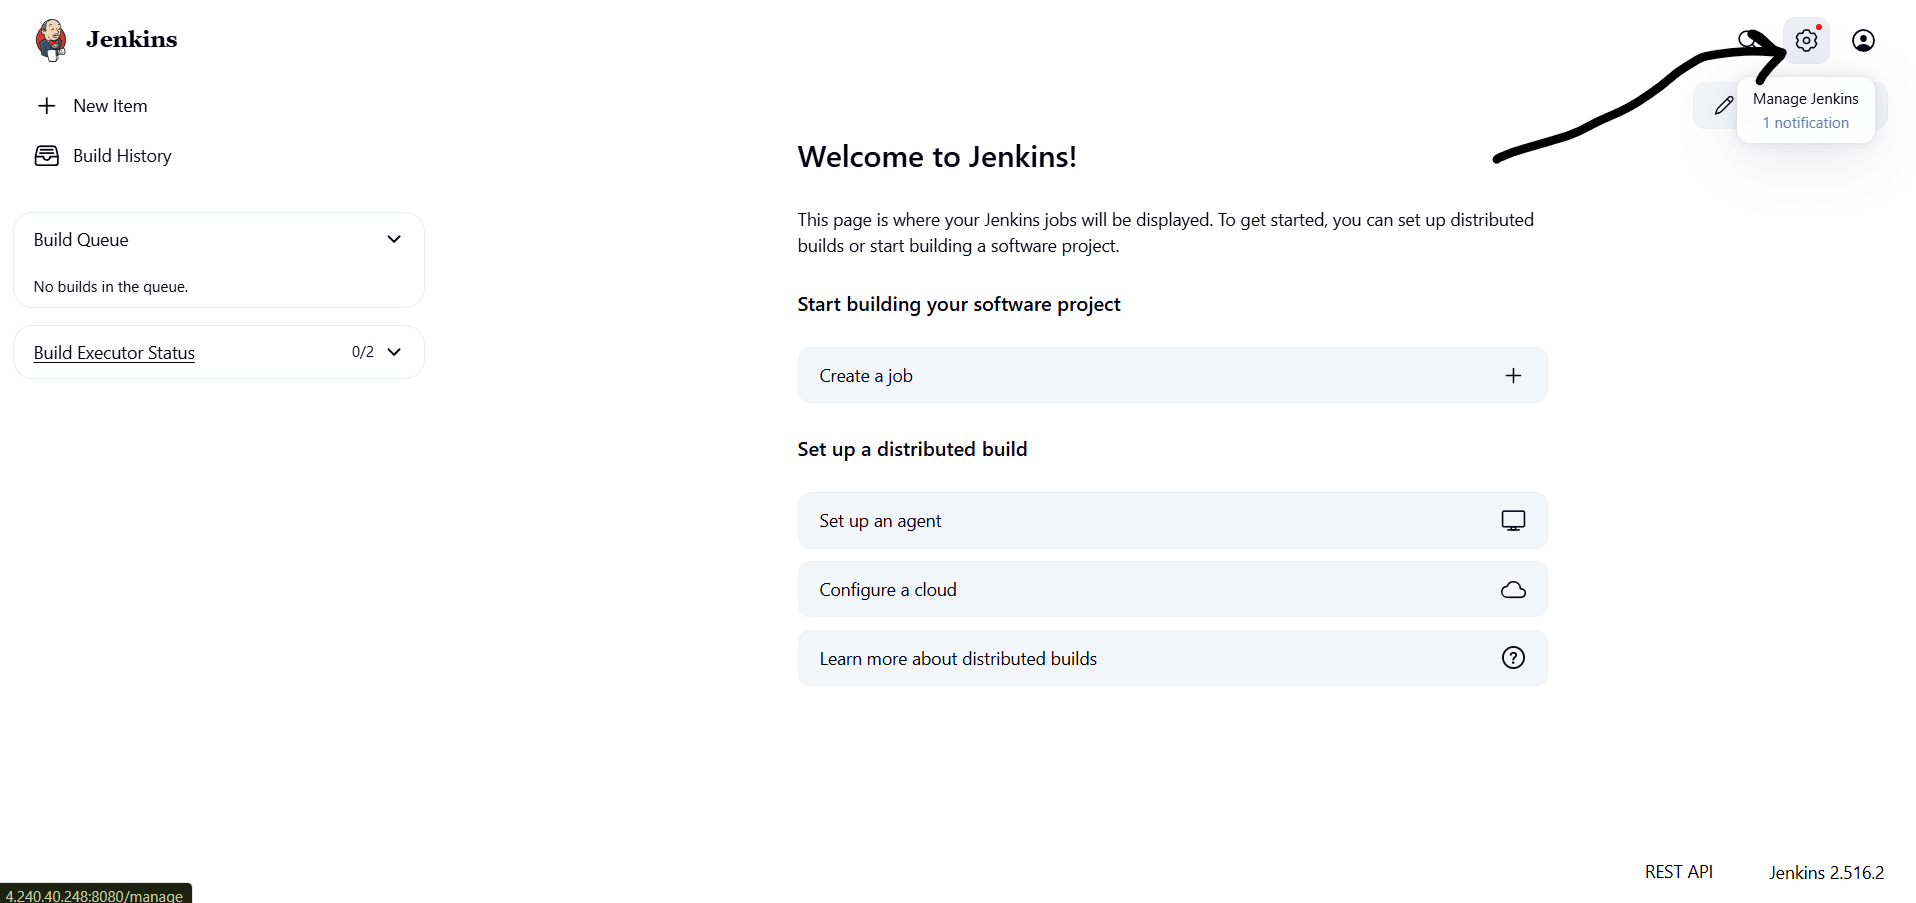 Jenkins
New Item
Build History
Build Queue
No builds in the queue.
Build Executor Status 0/2
Manage Jenkins
1 notification
Welcome to Jenkins!
This page is where your Jenkins jobs will be displayed. To get started, you can set up distributed
builds or start building a software project.
Start building your software project
Create a job
Set up a distributed build
Set up an agent
Configure a cloud
Learn more about distributed builds
REST API Jenkins 2.516.2
4.240.40.248:8080/manage